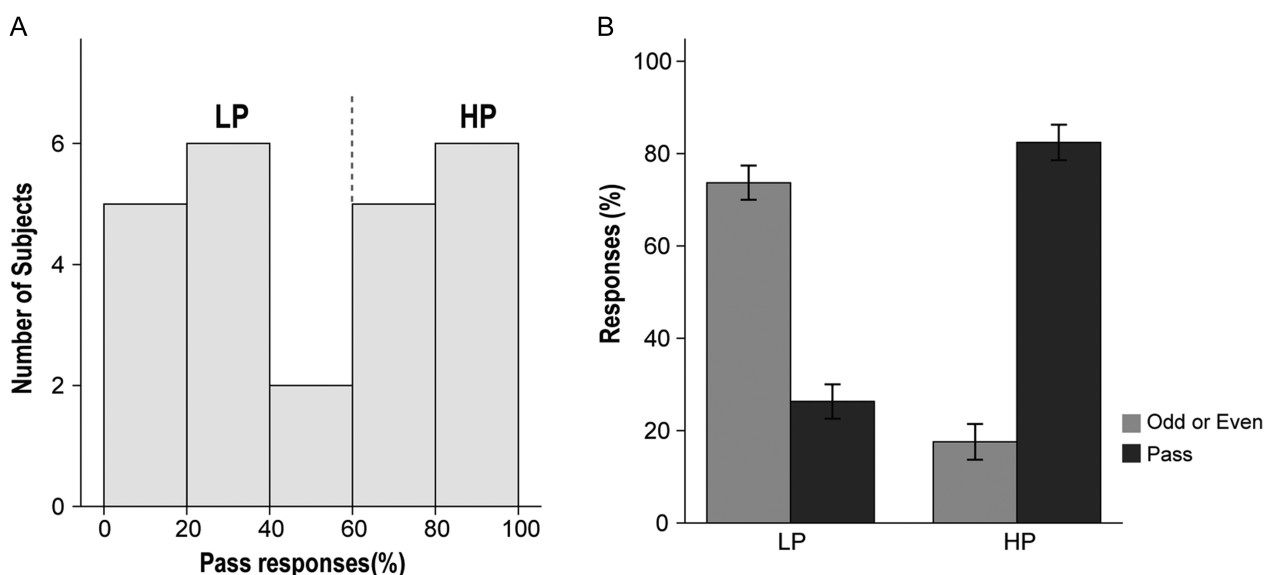 A
LP
HP
Number of Subjects
6
4
2
0
0 20 40 60 80 100
Pass responses(%)
B
Responses (%)
100
80
60
40
20
0
LP HP
Odd or Even
Pass